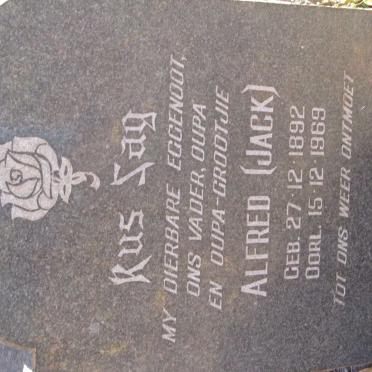 Rus Sag
MY DIERBARE EGGENOOT,
ONS VADER, OUPA
EN OUPA-GROOTJIE
ALFRED (JACK)
GEB. 27·12·1892
OORL. 15·12·1969
TOT ONS WEER ONTMOET